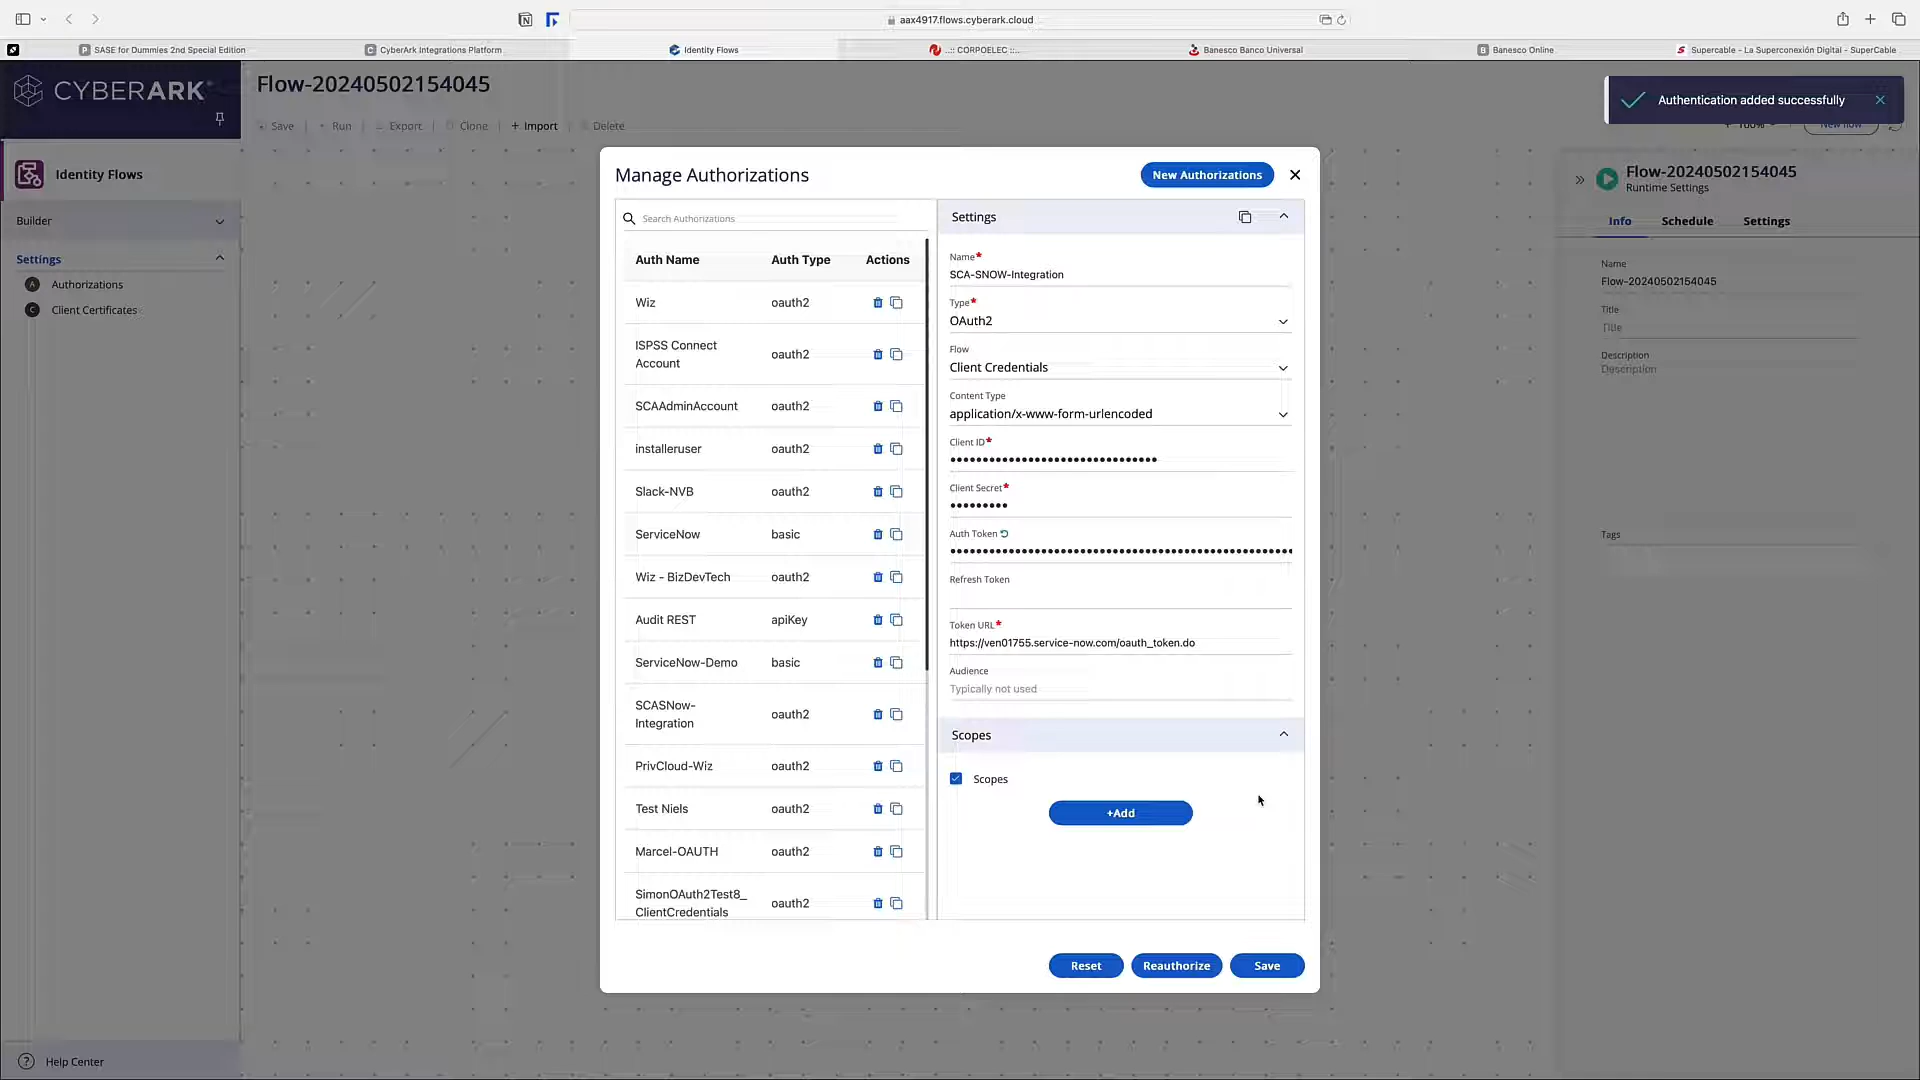 aax4917.flows.cyberark.cloud
SASE for Dummies 2nd Special Edition
CyberArk Integrations Platform
Identity Flows
..:: CORPOELEC ::..
Banesco Banco Universal
Banesco Online
Supercable - La Superconexión Digital - SuperCable
CYBERARK
Flow-20240502154045
Save
Run
Export
Clone
+ Import
Delete
Authentication added successfully
100%
New flow
Identity Flows
Builder
Settings
A Authorizations
C Client Certificates
Help Center
Manage Authorizations
New Authorizations
Search Authorizations
Auth Name Auth Type Actions
Wiz oauth2
ISPSS Connect
Account oauth2
SCAAdminAccount oauth2
installeruser oauth2
Slack-NVB oauth2
ServiceNow basic
Wiz - BizDevTech oauth2
Audit REST apiKey
ServiceNow-Demo basic
SCASNow-
Integration oauth2
PrivCloud-Wiz oauth2
Test Niels oauth2
Marcel-OAUTH oauth2
SimonOAuth2Test8_
ClientCredentials oauth2
Settings
Name*
SCA-SNOW-Integration
Type*
OAuth2
Flow
Client Credentials
Content Type
application/x-www-form-urlencoded
Client ID*
Client Secret*
Auth Token
Refresh Token
Token URL*
https://ven01755.service-now.com/oauth_token.do
Audience
Typically not used
Scopes
Scopes
+Add
Reset
Reauthorize
Save
Flow-20240502154045
Runtime Settings
Info
Schedule
Settings
Name
Flow-20240502154045
Title
Title
Description
Description
Tags